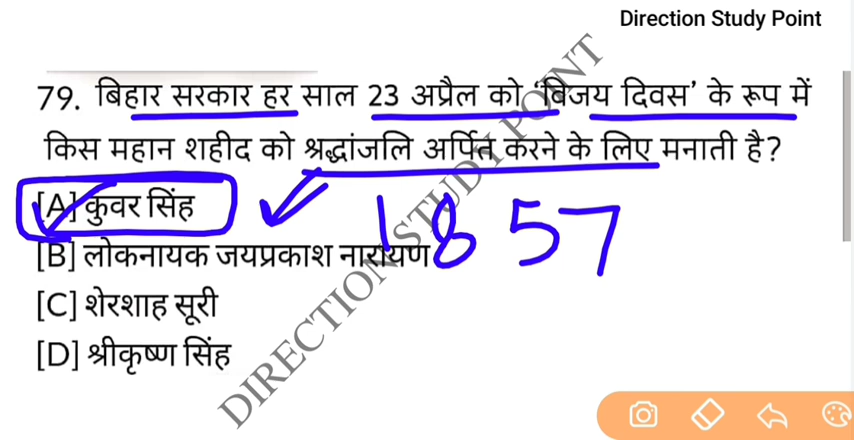 Direction Study Point
79. बिहार सरकार हर साल 23 अप्रैल को ‘विजय दिवस’ के रूप में
किस महान शहीद को श्रद्धांजलि अर्पित करने के लिए मनाती है?
[A] कुंवर सिंह
1857
[B] लोकनायक जयप्रकाश नारायण
[C] शेरशाह सूरी
[D] श्रीकृष्ण सिंह
DIRECTION STUDY POINT